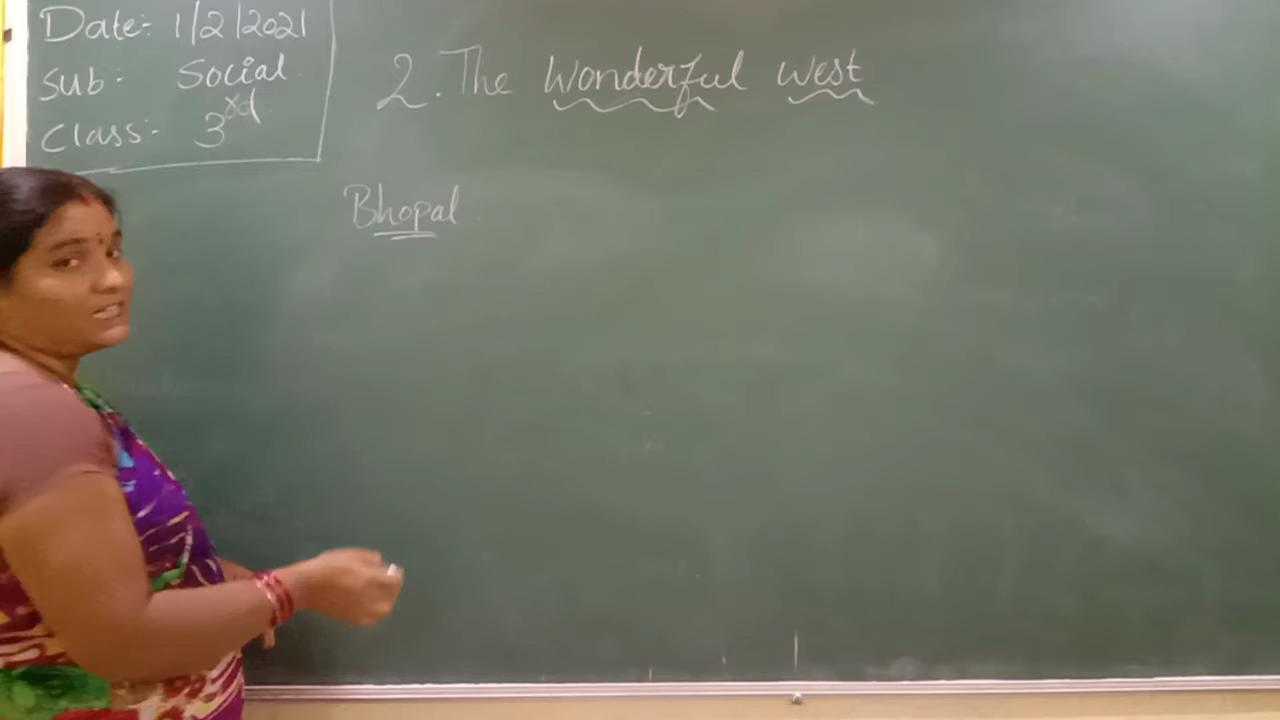 Date:- 1/2/2021
Sub:- Social
Class:- 3rd
2. The Wonderful West
Bhopal